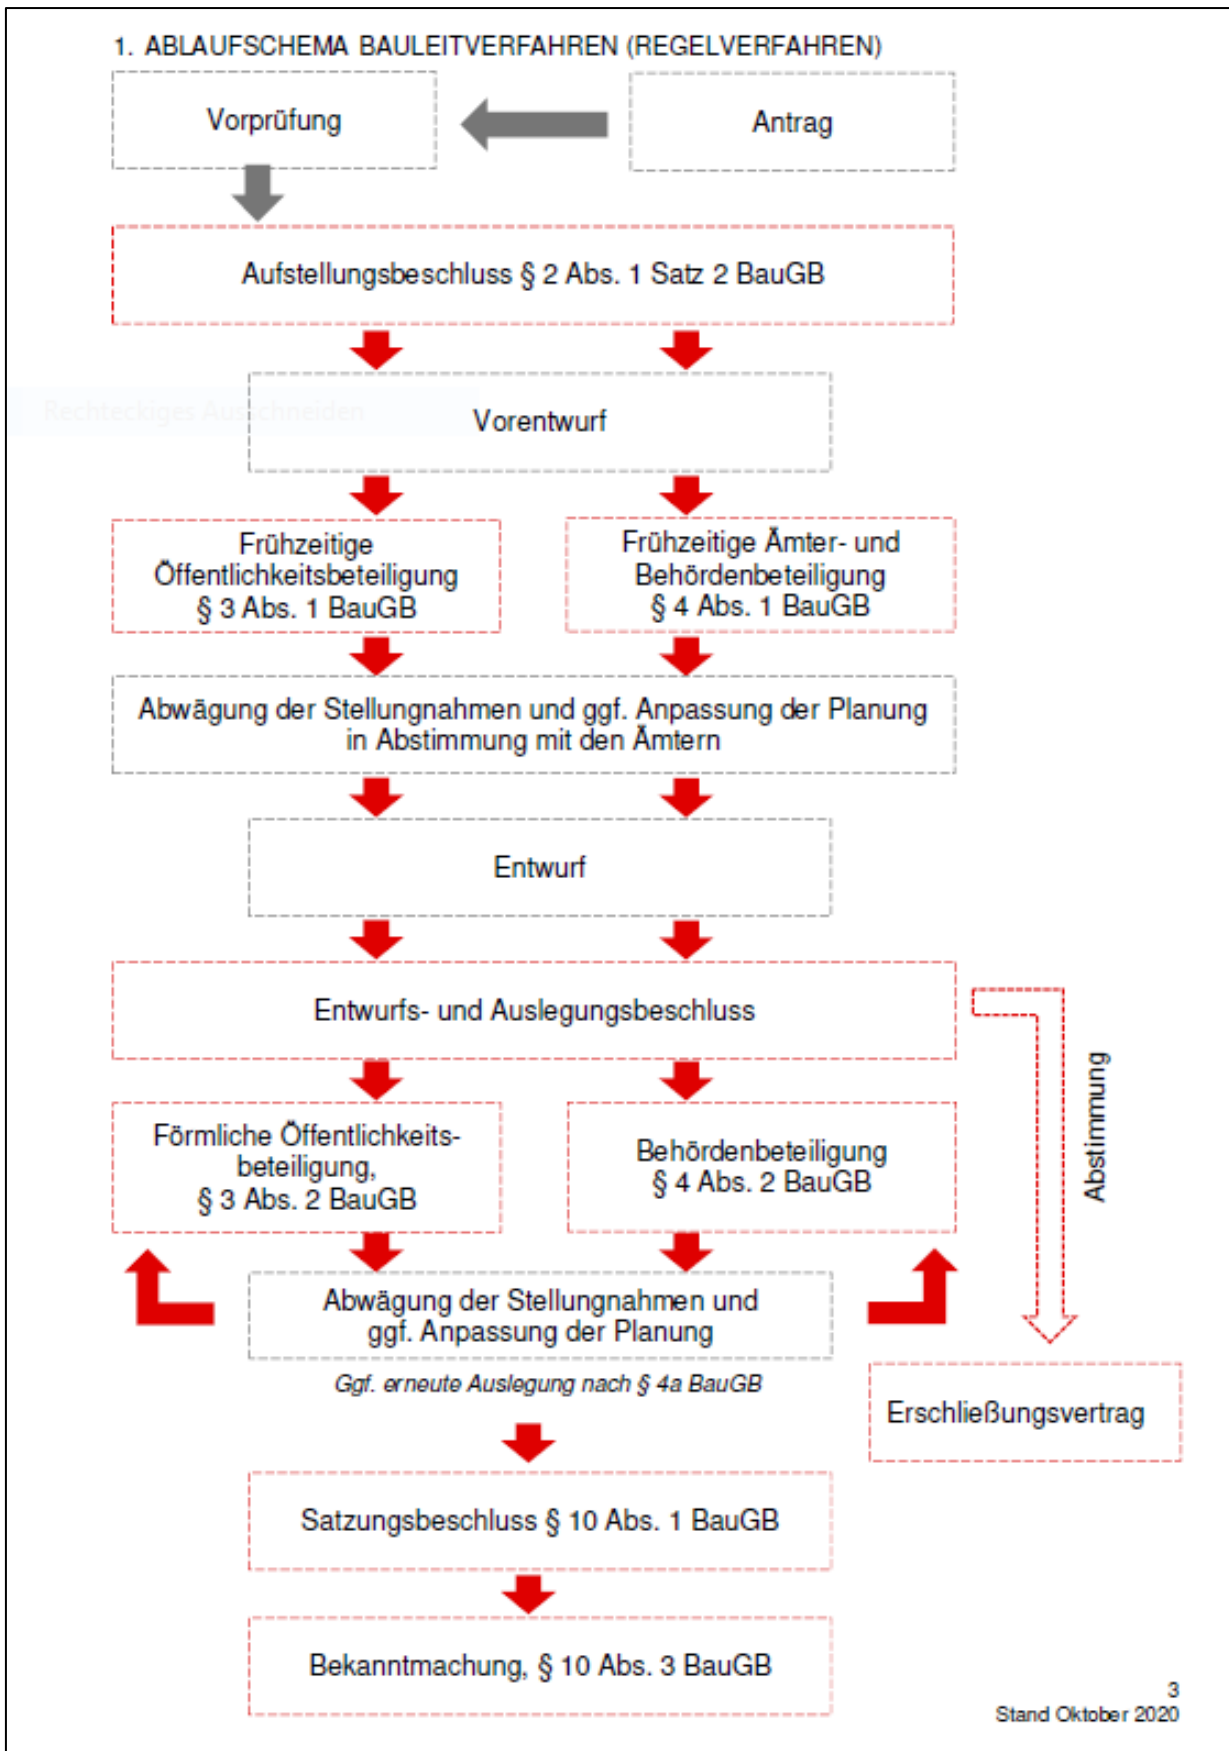 1. ABLAUFSCHEMA BAULEITVERFAHREN (REGELVERFAHREN)
Vorprüfung
Antrag
Aufstellungsbeschluss § 2 Abs. 1 Satz 2 BauGB
Rechteckiges Ausschneiden
Vorentwurf
Frühzeitige
Öffentlichkeitsbeteiligung
§ 3 Abs. 1 BauGB
Frühzeitige Ämter- und
Behördenbeteiligung
§ 4 Abs. 1 BauGB
Abwägung der Stellungnahmen und ggf. Anpassung der Planung
in Abstimmung mit den Ämtern
Entwurf
Entwurfs- und Auslegungsbeschluss
Abstimmung
Förmliche Öffentlichkeits-
beteiligung,
§ 3 Abs. 2 BauGB
Behördenbeteiligung
§ 4 Abs. 2 BauGB
Abwägung der Stellungnahmen und
ggf. Anpassung der Planung
Ggf. erneute Auslegung nach § 4a BauGB
Erschließungsvertrag
Satzungsbeschluss § 10 Abs. 1 BauGB
Bekanntmachung, § 10 Abs. 3 BauGB
3
Stand Oktober 2020